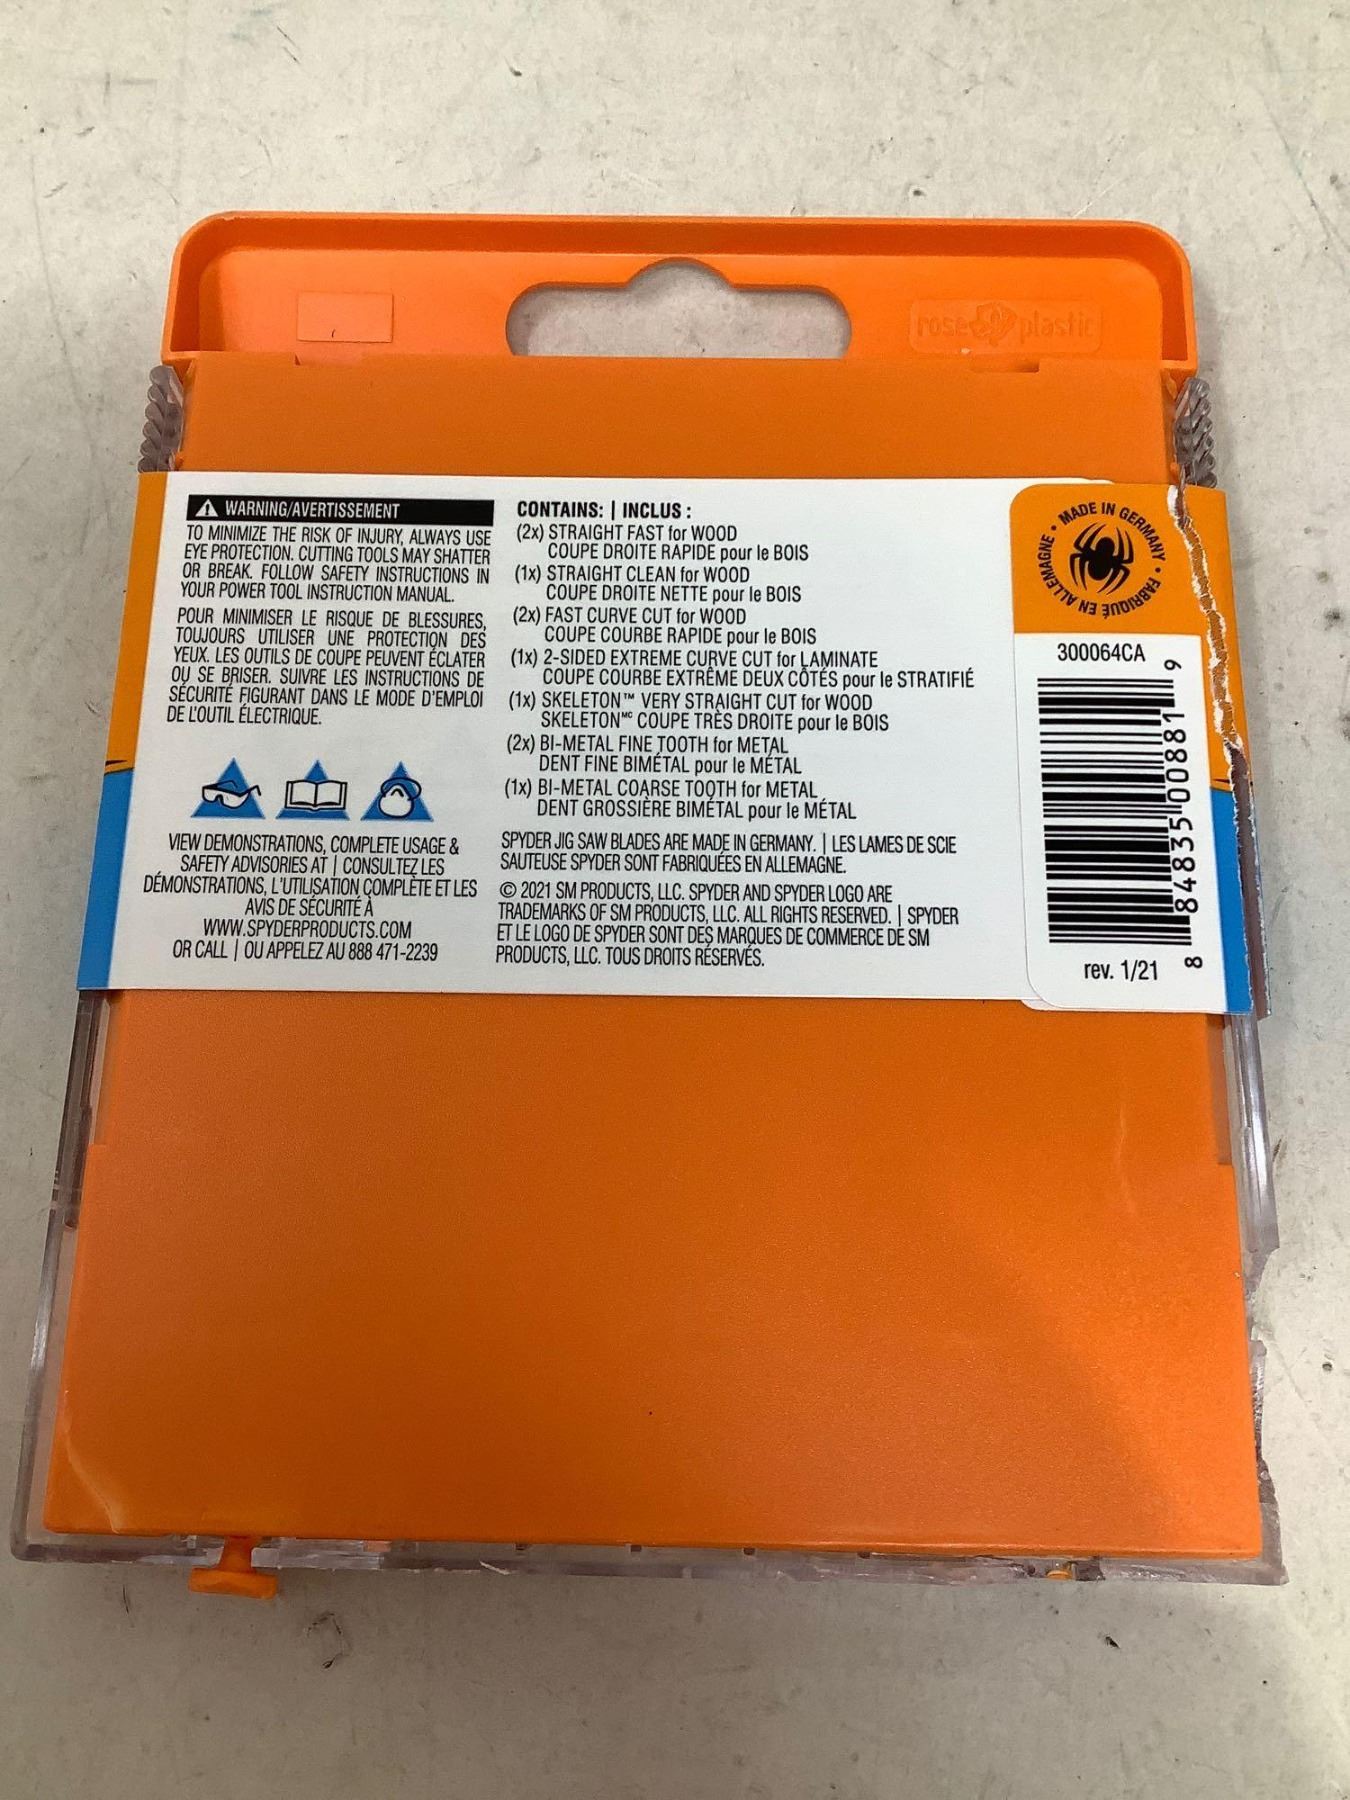 rose plastic
WARNING/AVERTISSEMENT
TO MINIMIZE THE RISK OF INJURY, ALWAYS USE
EYE PROTECTION. CUTTING TOOLS MAY SHATTER
OR BREAK. FOLLOW SAFETY INSTRUCTIONS IN
YOUR POWER TOOL INSTRUCTION MANUAL.
POUR MINIMISER LE RISQUE DE BLESSURES,
TOUJOURS UTILISER UNE PROTECTION DES
YEUX. LES OUTILS DE COUPE PEUVENT ÉCLATER
OU SE BRISER. SUIVRE LES INSTRUCTIONS DE
SÉCURITÉ FIGURANT DANS LE MODE D'EMPLOI
DE L'OUTIL ÉLECTRIQUE.
VIEW DEMONSTRATIONS, COMPLETE USAGE &
SAFETY ADVISORIES AT | CONSULTEZ LES
DÉMONSTRATIONS, L'UTILISATION COMPLÈTE ET LES
AVIS DE SÉCURITÉ À
WWW.SPYDERPRODUCTS.COM
OR CALL | OU APPELEZ AU 888 471-2239
CONTAINS: | INCLUS :
(2x) STRAIGHT FAST for WOOD
COUPE DROITE RAPIDE pour le BOIS
(1x) STRAIGHT CLEAN for WOOD
COUPE DROITE NETTE pour le BOIS
(2x) FAST CURVE CUT for WOOD
COUPE COURBE RAPIDE pour le BOIS
(1x) 2-SIDED EXTREME CURVE CUT for LAMINATE
COUPE COURBE EXTRÊME DEUX CÔTÉS pour le STRATIFIÉ
(1x) SKELETON™ VERY STRAIGHT CUT for WOOD
SKELETONᴹᶜ COUPE TRÈS DROITE pour le BOIS
(2x) BI-METAL FINE TOOTH for METAL
DENT FINE BIMÉTAL pour le MÉTAL
(1x) BI-METAL COARSE TOOTH for METAL
DENT GROSSIÈRE BIMÉTAL pour le MÉTAL
SPYDER JIG SAW BLADES ARE MADE IN GERMANY. | LES LAMES DE SCIE
SAUTEUSE SPYDER SONT FABRIQUÉES EN ALLEMAGNE.
© 2021 SM PRODUCTS, LLC. SPYDER AND SPYDER LOGO ARE
TRADEMARKS OF SM PRODUCTS, LLC. ALL RIGHTS RESERVED. | SPYDER
ET LE LOGO DE SPYDER SONT DES MARQUES DE COMMERCE DE SM
PRODUCTS, LLC. TOUS DROITS RÉSERVÉS.
MADE IN GERMANY • FABRIQUÉ EN ALLEMAGNE •
300064CA
8 84835 00881 9
rev. 1/21